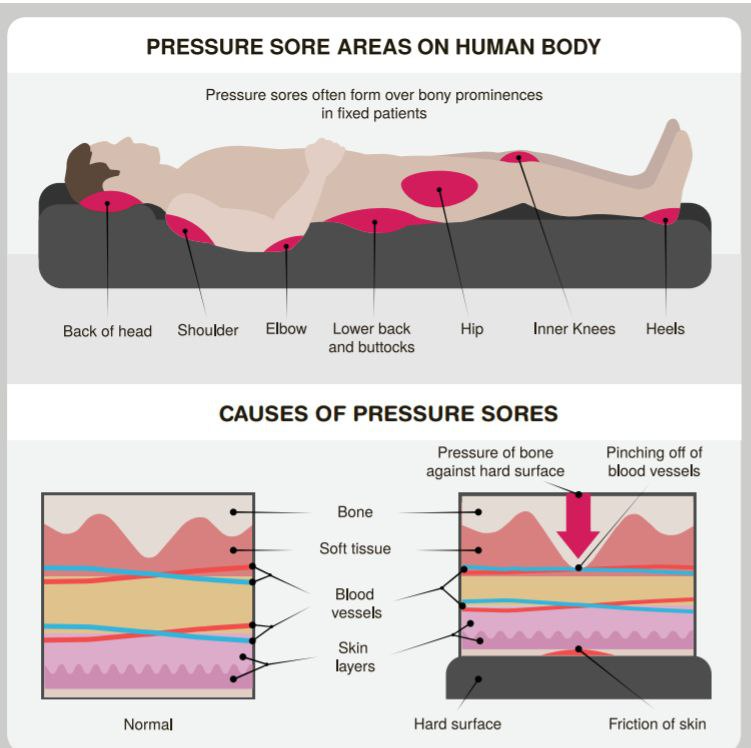 PRESSURE SORE AREAS ON HUMAN BODY
Pressure sores often form over bony prominences
in fixed patients
Back of head
Shoulder
Elbow
Lower back
and buttocks
Hip
Inner Knees
Heels
CAUSES OF PRESSURE SORES
Pressure of bone
against hard surface
Pinching off of
blood vessels
Bone
Soft tissue
Blood
vessels
Skin
layers
Normal
Hard surface
Friction of skin